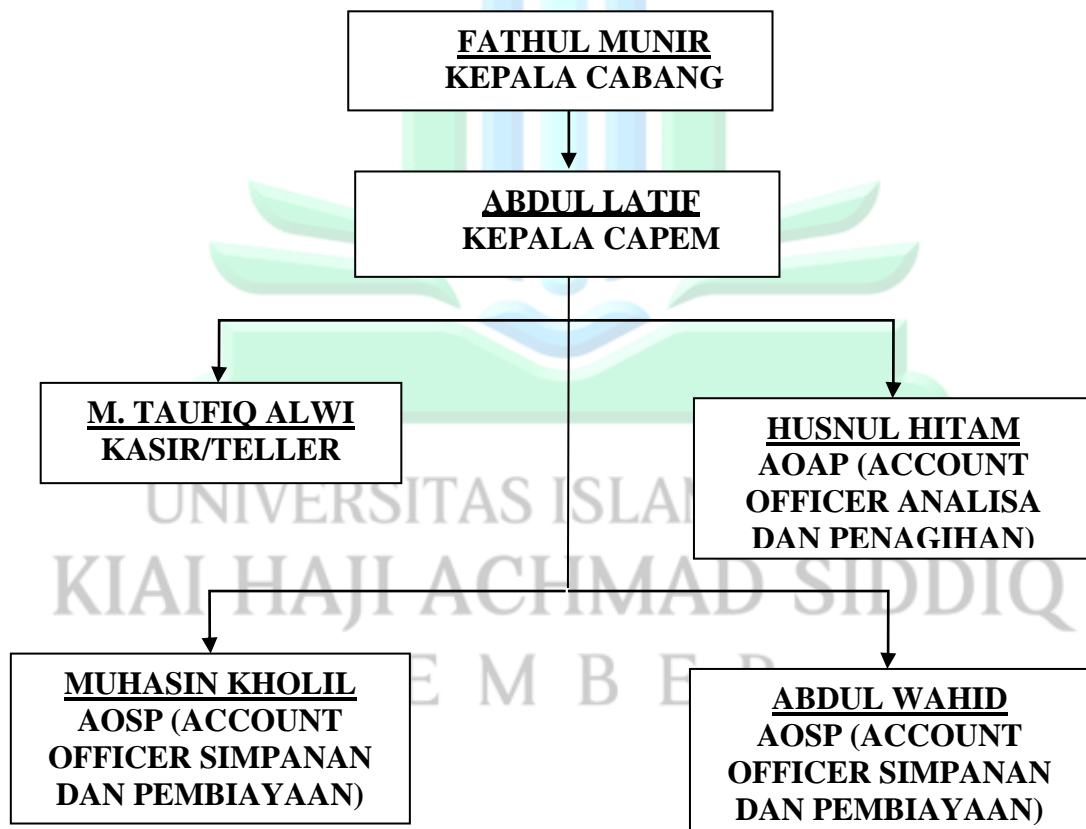 FATHUL MUNIR
KEPALA CABANG
ABDUL LATIF
KEPALA CAPEM
M. TAUFIQ ALWI
KASIR/TELLER
HUSNUL HITAM
AOAP (ACCOUNT
OFFICER ANALISA
DAN PENAGIHAN)
UNIVERSITAS ISLAM
KIAI HAJI ACHMAD SIDDIQ
MUHASIN KHOLIL
AOSP (ACCOUNT
OFFICER SIMPANAN
DAN PEMBIAYAAN)
E M B E R
ABDUL WAHID
AOSP (ACCOUNT
OFFICER SIMPANAN
DAN PEMBIAYAAN)